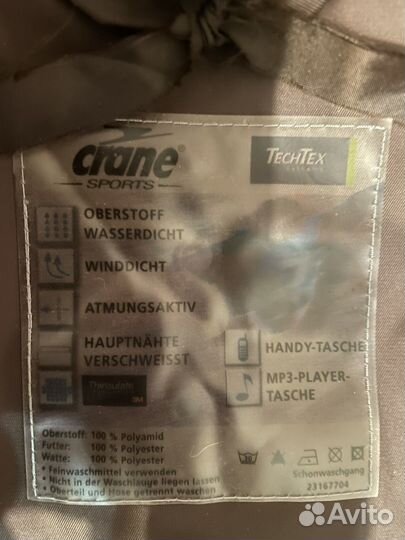 crane®
SPORTS
TECHTEX
OBERSTOFF
WASSERDICHT
WINDDICHT
ATMUNGSAKTIV
HAUPTNÄHTE
VERSCHWEISST
Thinsulate
3M
HANDY-TASCHE
MP3-PLAYER-
TASCHE
Oberstoff: 100 % Polyamid
Futter: 100 % Polyester
Watte: 100 % Polyester
• Feinwaschmittel verwenden
• Nicht in der Waschlauge liegen lassen
• Oberteil und Hose getrennt waschen
30
Schonwaschgang
23167704
Avito